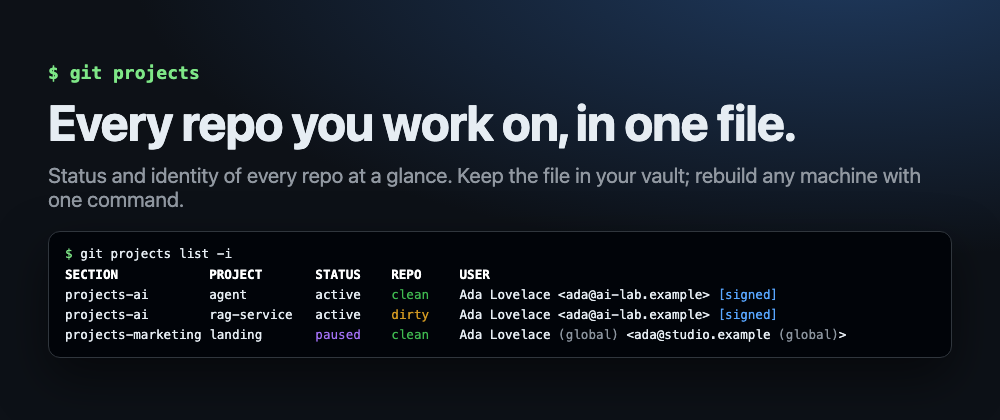 $ git projects
Every repo you work on, in one file.
Status and identity of every repo at a glance. Keep the file in your vault; rebuild any machine with
one command.
$ git projects list -i
SECTION PROJECT STATUS REPO USER
projects-ai agent active clean Ada Lovelace <ada@ai-lab.example> [signed]
projects-ai rag-service active dirty Ada Lovelace <ada@ai-lab.example> [signed]
projects-marketing landing paused clean Ada Lovelace (global) <ada@studio.example (global)>